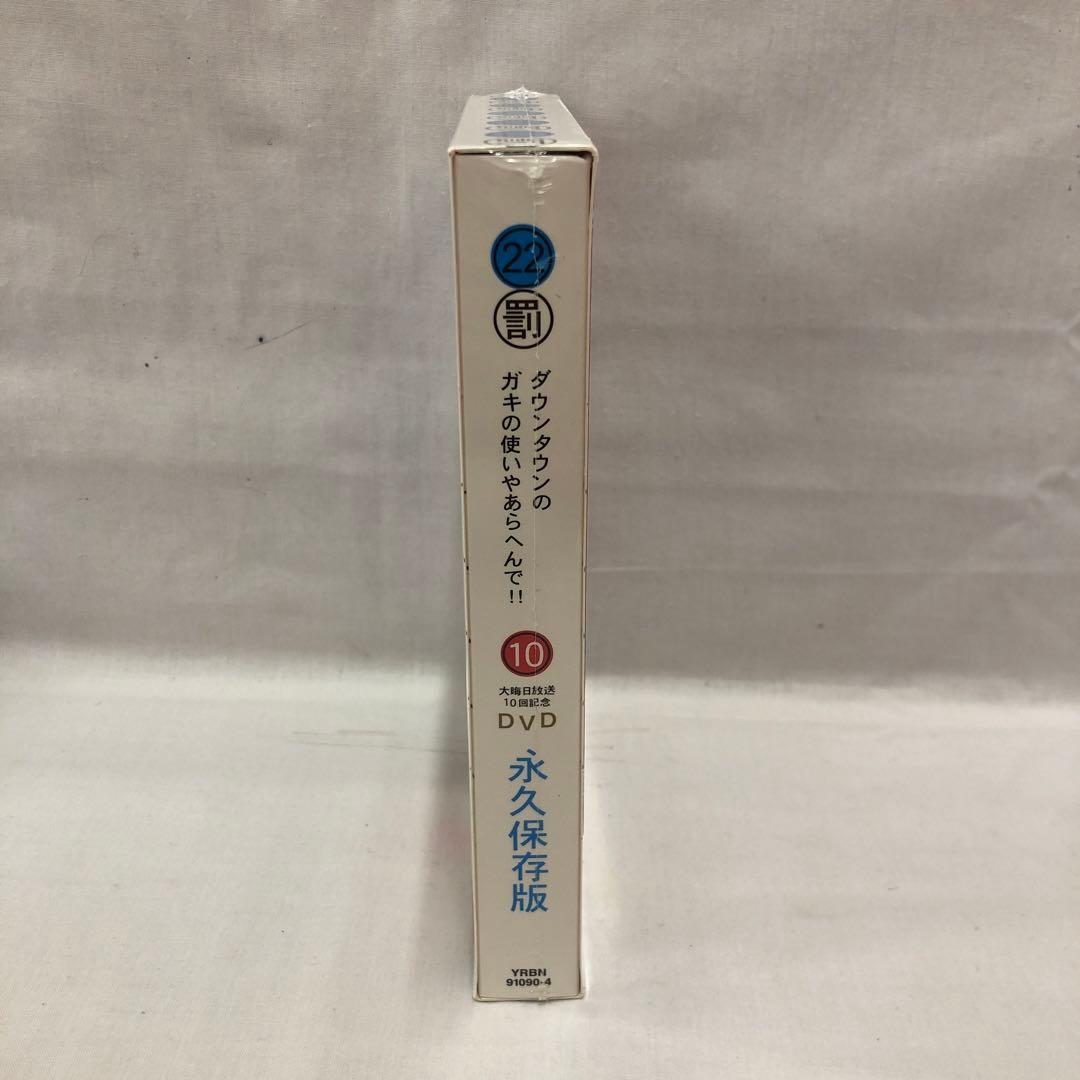 22
罰
ダウンタウンの
ガキの使いやあらへんで!!
10
大晦日放送
10回記念
DVD
永久保存版
YRBN
91090-4